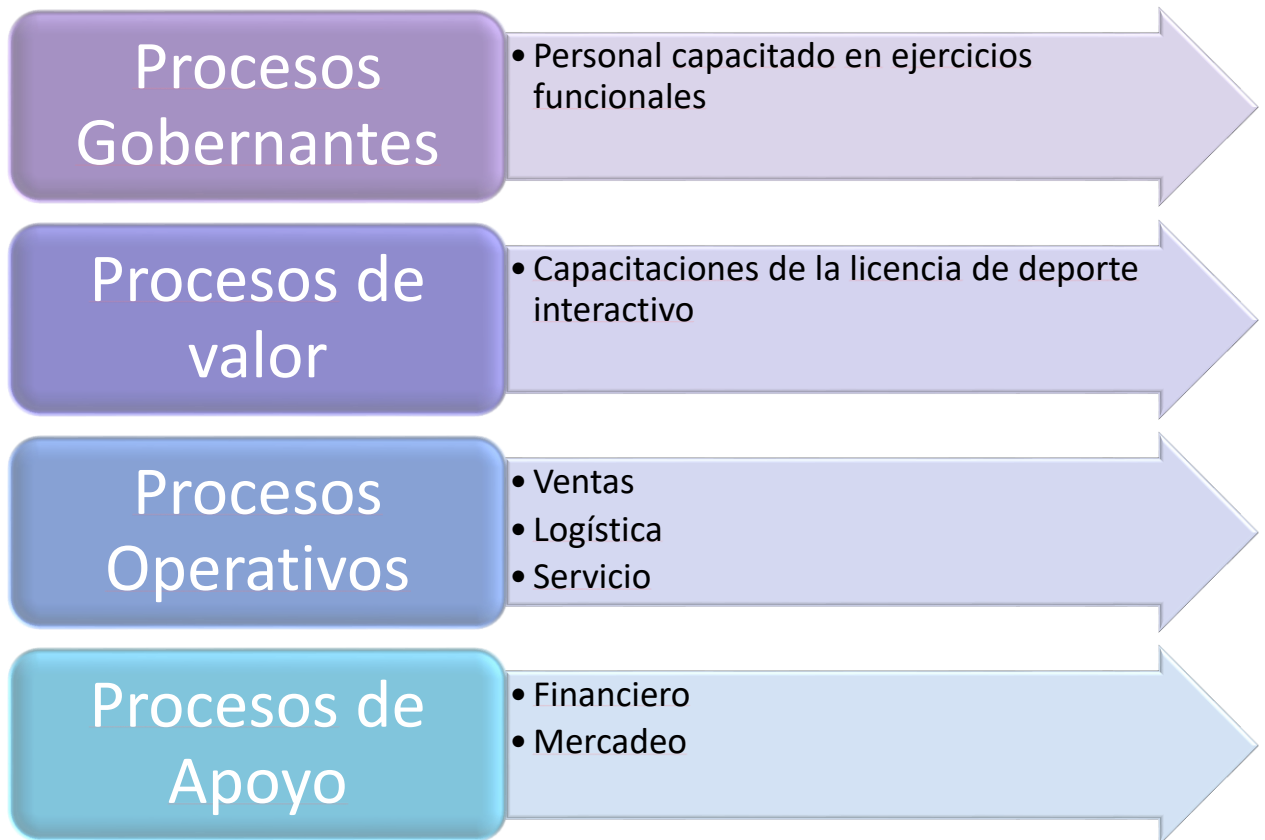 Procesos
Gobernantes
• Personal capacitado en ejercicios
funcionales
Procesos de
valor
• Capacitaciones de la licencia de deporte
interactivo
Procesos
Operativos
• Ventas
• Logística
• Servicio
Procesos de
Apoyo
• Financiero
• Mercadeo